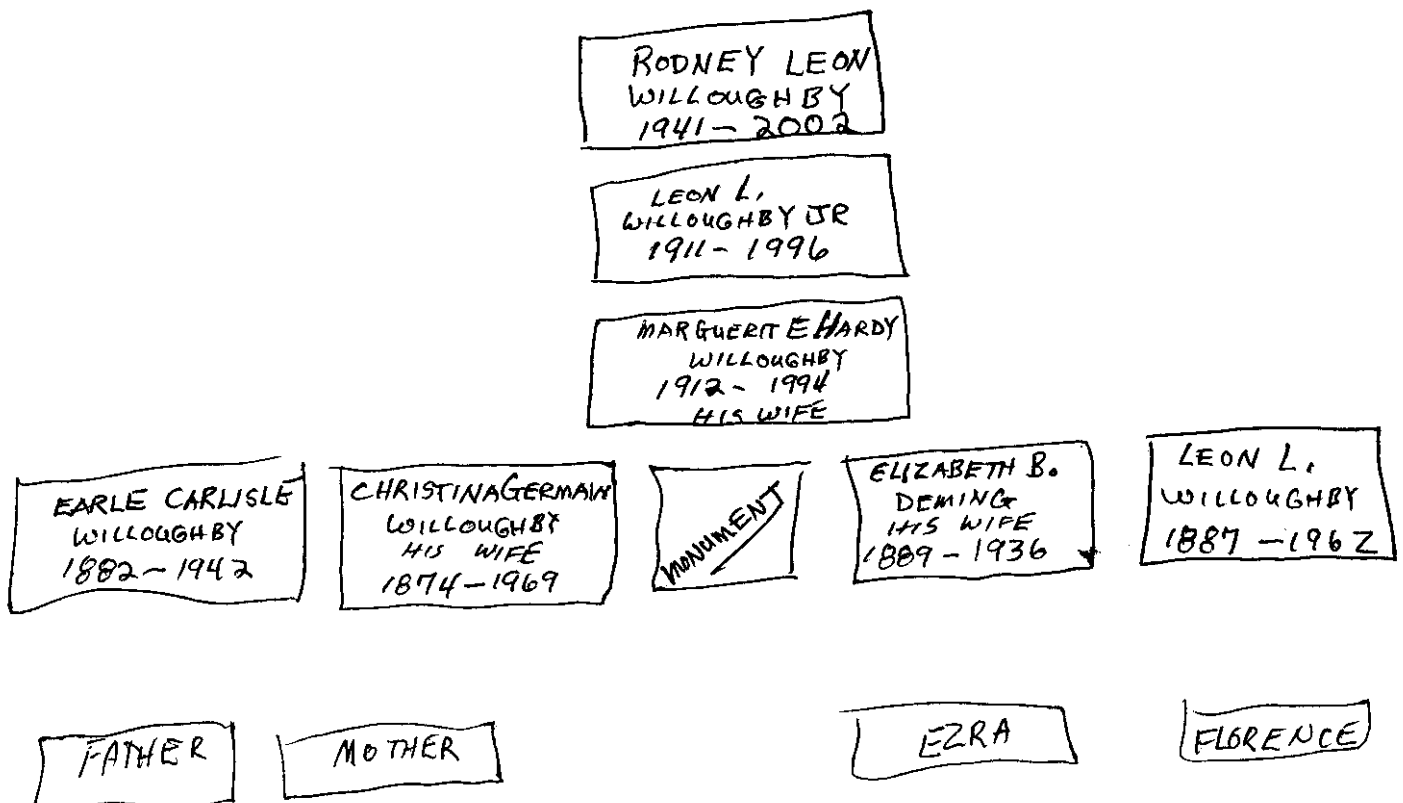 RODNEY LEON
WILLOUGHBY
1941 - 2002
LEON L.
WILLOUGHBY JR
1911 - 1996
MARGUERIT E HARDY
WILLOUGHBY
1912 - 1994
HIS WIFE
EARLE CARLISLE
WILLOUGHBY
1882 - 1942
CHRISTINA GERMAIN
WILLOUGHBY
HIS WIFE
1874 - 1969
MONUMENT
ELIZABETH B.
DEMING
HIS WIFE
1889 - 1936
LEON L.
WILLOUGHBY
1887 - 1962
FATHER
MOTHER
EZRA
FLORENCE